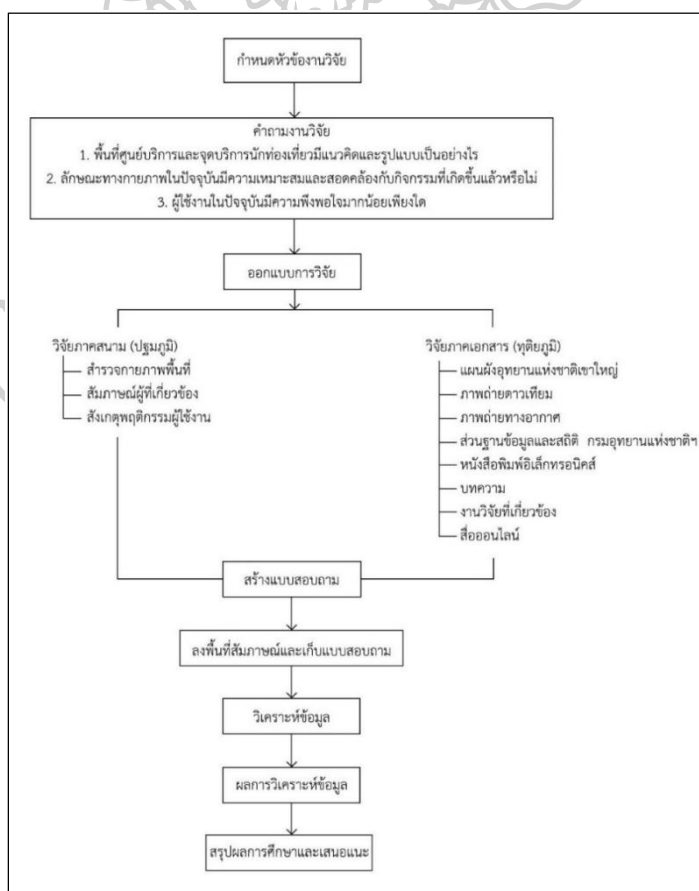 กำหนดหัวข้องานวิจัย
คำถามงานวิจัย
1. พื้นที่ศูนย์บริการและจุดบริการนักท่องเที่ยวมีแนวคิดและรูปแบบเป็นอย่างไร
2. ลักษณะทางกายภาพในปัจจุบันมีความเหมาะสมและสอดคล้องกับกิจกรรมที่เกิดขึ้นแล้วหรือไม่
3. ผู้ใช้งานในปัจจุบันมีความพึงพอใจมากน้อยเพียงใด
ออกแบบการวิจัย
วิจัยภาคสนาม (ปฐมภูมิ)
สำรวจกายภาพพื้นที่
สัมภาษณ์ผู้ที่เกี่ยวข้อง
สังเกตุพฤติกรรมผู้ใช้งาน
วิจัยภาคเอกสาร (ทุติยภูมิ)
แผนผังอุทยานแห่งชาติเขาใหญ่
ภาพถ่ายดาวเทียม
ภาพถ่ายทางอากาศ
ส่วนฐานข้อมูลและสถิติ กรมอุทยานแห่งชาติฯ
หนังสือพิมพ์อิเล็กทรอนิคส์
บทความ
งานวิจัยที่เกี่ยวข้อง
สื่อออนไลน์
สร้างแบบสอบถาม
ลงพื้นที่สัมภาษณ์และเก็บแบบสอบถาม
วิเคราะห์ข้อมูล
ผลการวิเคราะห์ข้อมูล
สรุปผลการศึกษาและเสนอแนะ